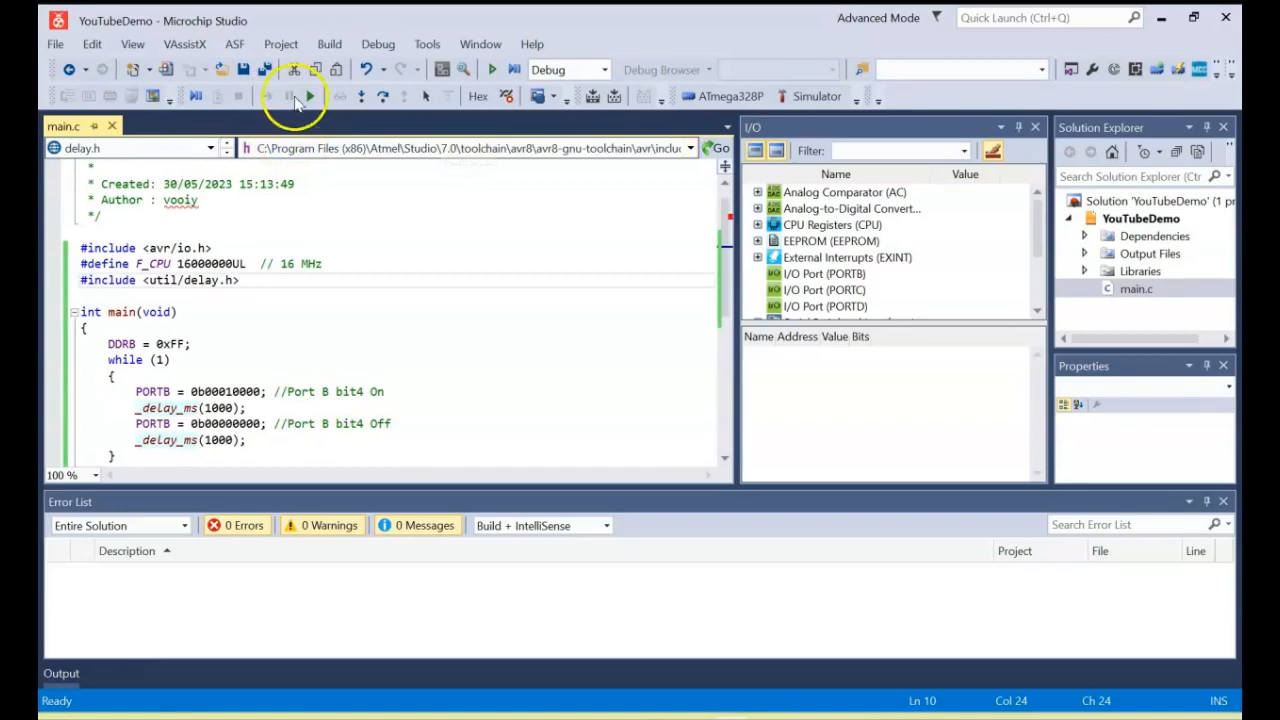 YouTubeDemo - Microchip Studio
Advanced Mode
Quick Launch (Ctrl+Q)
File Edit View VAssistX ASF Project Build Debug Tools Window Help
Debug
Debug Browser
Hex
ATmega328P
Simulator
main.c
delay.h
h C:\Program Files (x86)\Atmel\Studio\7.0\toolchain\avr8\avr8-gnu-toolchain\avr\incluc
Go
*
* Created: 30/05/2023 15:13:49
* Author : vooiy
*/
#include <avr/io.h>
#define F_CPU 16000000UL // 16 MHz
#include <util/delay.h>
int main(void)
{
DDRB = 0xFF;
while (1)
{
PORTB = 0b00010000; //Port B bit4 On
_delay_ms(1000);
PORTB = 0b00000000; //Port B bit4 Off
_delay_ms(1000);
}
100 %
I/O
Filter:
Name Value
Analog Comparator (AC)
Analog-to-Digital Convert...
CPU Registers (CPU)
EEPROM (EEPROM)
External Interrupts (EXINT)
I/O Port (PORTB)
I/O Port (PORTC)
I/O Port (PORTD)
Name Address Value Bits
Solution Explorer
Search Solution Explorer (Ctr
Solution 'YouTubeDemo' (1 pr
YouTubeDemo
Dependencies
Output Files
Libraries
main.c
Properties
Error List
Entire Solution
0 Errors
0 Warnings
0 Messages
Build + IntelliSense
Search Error List
Description Project File Line
Output
Ready
Ln 10 Col 24 Ch 24 INS